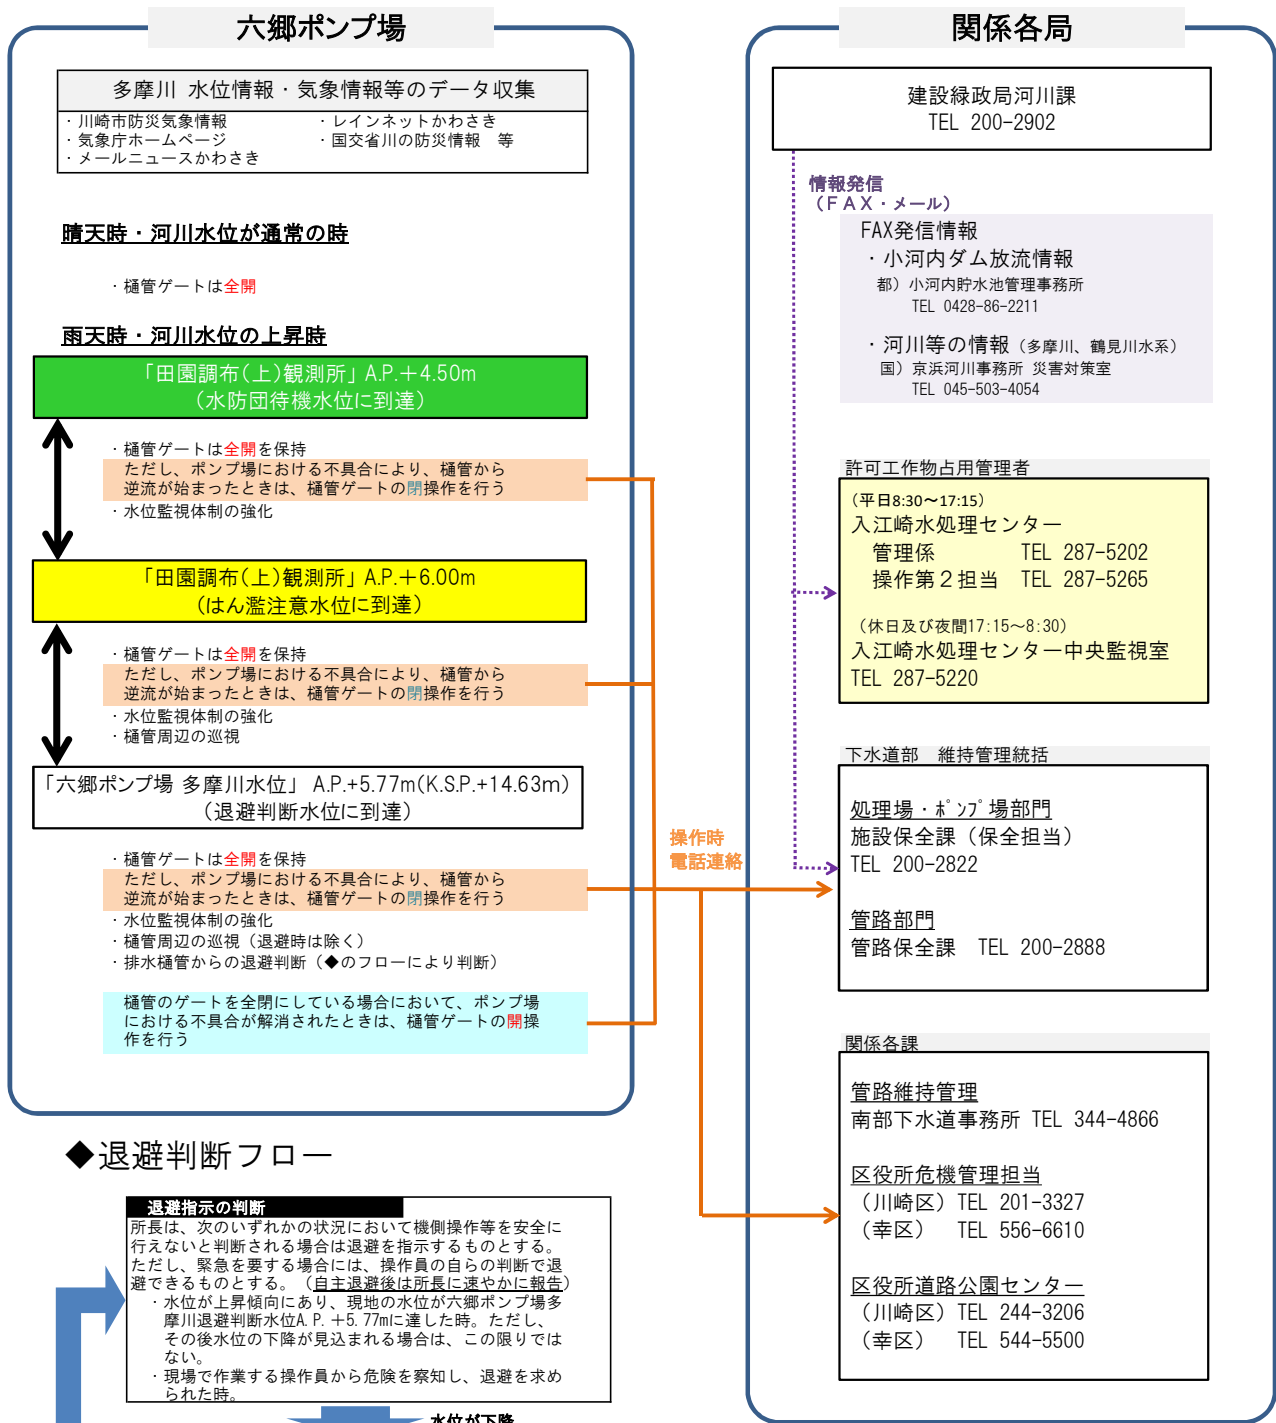 六郷ポンプ場
多摩川 水位情報・気象情報等のデータ収集
・川崎市防災気象情報 ・レインネットかわさき
・気象庁ホームページ ・国交省川の防災情報 等
・メールニュースかわさき
晴天時・河川水位が通常の時
・樋管ゲートは全開
雨天時・河川水位の上昇時
「田園調布(上)観測所」A.P.＋4.50m
(水防団待機水位に到達)
・樋管ゲートは全開を保持
ただし、ポンプ場における不具合により、樋管から
逆流が始まったときは、樋管ゲートの閉操作を行う
・水位監視体制の強化
「田園調布(上)観測所」A.P.＋6.00m
(はん濫注意水位に到達)
・樋管ゲートは全開を保持
ただし、ポンプ場における不具合により、樋管から
逆流が始まったときは、樋管ゲートの閉操作を行う
・水位監視体制の強化
・樋管周辺の巡視
「六郷ポンプ場 多摩川水位」 A.P.+5.77m(K.S.P.+14.63m)
(退避判断水位に到達)
・樋管ゲートは全開を保持
ただし、ポンプ場における不具合により、樋管から
逆流が始まったときは、樋管ゲートの閉操作を行う
・水位監視体制の強化
・樋管周辺の巡視（退避時は除く）
・排水樋管からの退避判断（◆のフローにより判断）
樋管のゲートを全閉にしている場合において、ポンプ場
における不具合が解消されたときは、樋管ゲートの開操
作を行う
操作時
電話連絡
関係各局
建設緑政局河川課
TEL 200-2902
情報発信
（ＦＡＸ・メール）
FAX発信情報
・小河内ダム放流情報
都）小河内貯水池管理事務所
TEL 0428-86-2211
・河川等の情報（多摩川、鶴見川水系）
国）京浜河川事務所 災害対策室
TEL 045-503-4054
許可工作物占用管理者
（平日8:30～17:15）
入江崎水処理センター
管理係 TEL 287-5202
操作第２担当 TEL 287-5265
（休日及び夜間17:15～8:30）
入江崎水処理センター中央監視室
TEL 287-5220
下水道部 維持管理統括
処理場・ﾎﾟﾝﾌﾟ場部門
施設保全課（保全担当）
TEL 200-2822
管路部門
管路保全課 TEL 200-2888
関係各課
管路維持管理
南部下水道事務所 TEL 344-4866
区役所危機管理担当
（川崎区）TEL 201-3327
（幸区） TEL 556-6610
区役所道路公園センター
（川崎区）TEL 244-3206
（幸区） TEL 544-5500
◆退避判断フロー
退避指示の判断
所長は、次のいずれかの状況において機側操作等を安全に
行えないと判断される場合は退避を指示するものとする。
ただし、緊急を要する場合には、操作員の自らの判断で退
避できるものとする。（自主退避後は所長に速やかに報告）
・水位が上昇傾向にあり、現地の水位が六郷ポンプ場多
摩川退避判断水位A.P.＋5.77mに達した時。ただし、
その後水位の下降が見込まれる場合は、この限りでは
ない。
・現場で作業する操作員から危険を察知し、退避を求め
られた時。
水位が下降